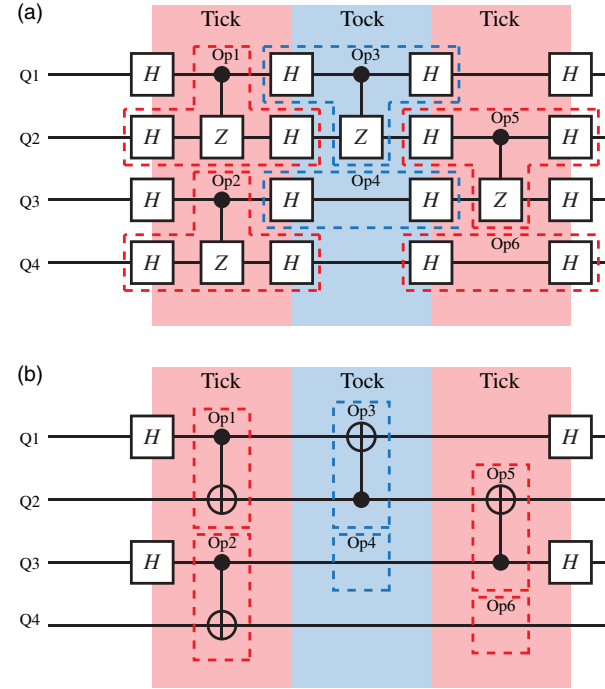 (a)
Tick Tock Tick
Op1 Op3
Q1 H H H H
Op5
Q2 H Z H Z H H
Op2 Op4
Q3 H H H Z H
Op6
Q4 H Z H H H
(b)
Tick Tock Tick
Op1 Op3
Q1 H H
Op5
Q2
Op2 Op4
Q3 H H
Op6
Q4